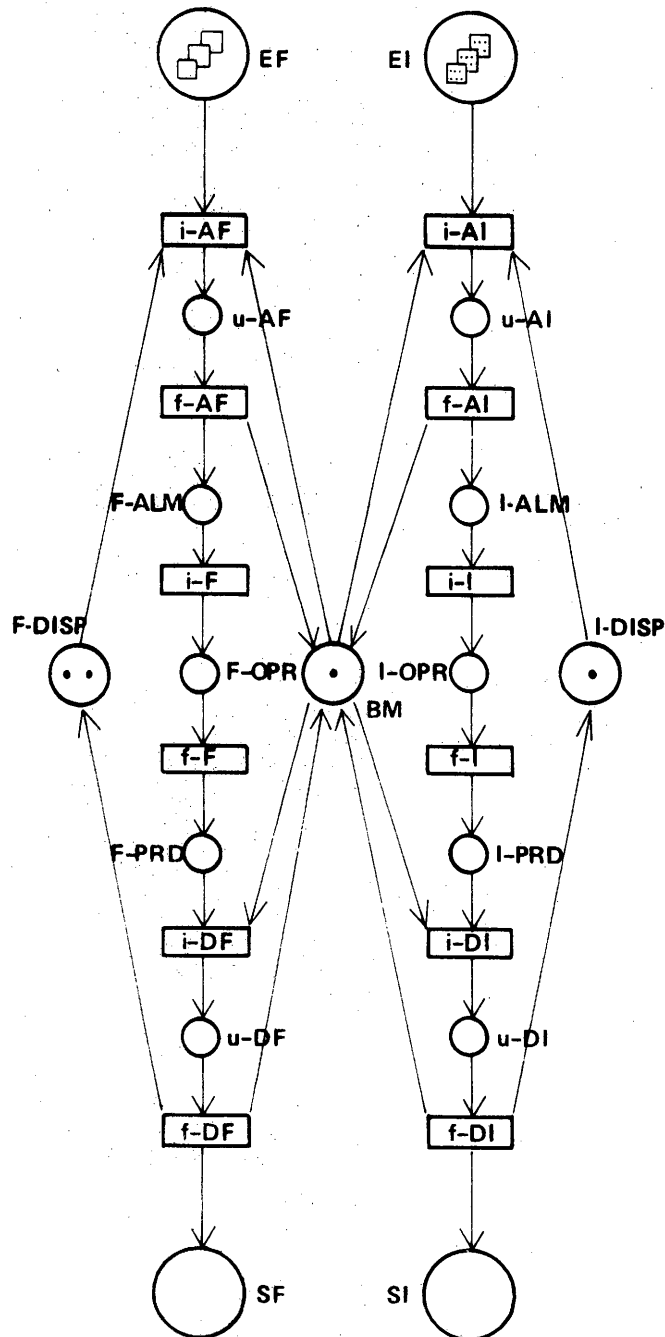 EF
EI
i-AF
i-AI
u-AF
u-AI
f-AF
f-AI
F-ALM
I-ALM
i-F
i-I
F-DISP
I-DISP
F-OPR
I-OPR
BM
f-F
f-I
F-PRD
I-PRD
i-DF
i-DI
u-DF
u-DI
f-DF
f-DI
SF
SI